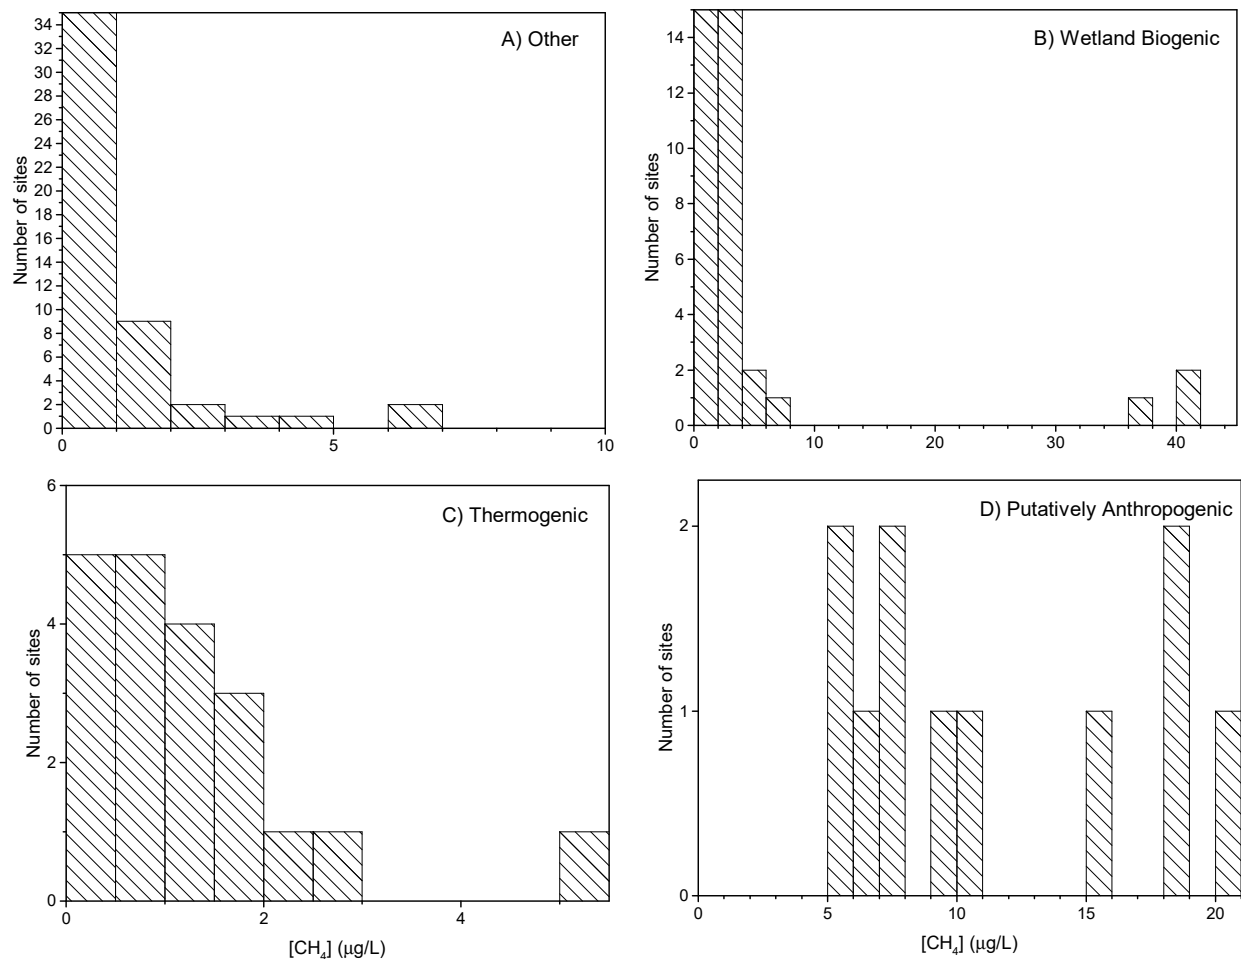 A) Other
Number of sites
34
32
30
28
26
24
22
20
18
16
14
12
10
8
6
4
2
0
0 5 10
B) Wetland Biogenic
Number of sites
14
12
10
8
6
4
2
0
0 10 20 30 40
C) Thermogenic
Number of sites
6
4
2
0
0 2 4
[CH₄] (μg/L)
D) Putatively Anthropogenic
Number of sites
2
1
0
0 5 10 15 20
[CH₄] (μg/L)